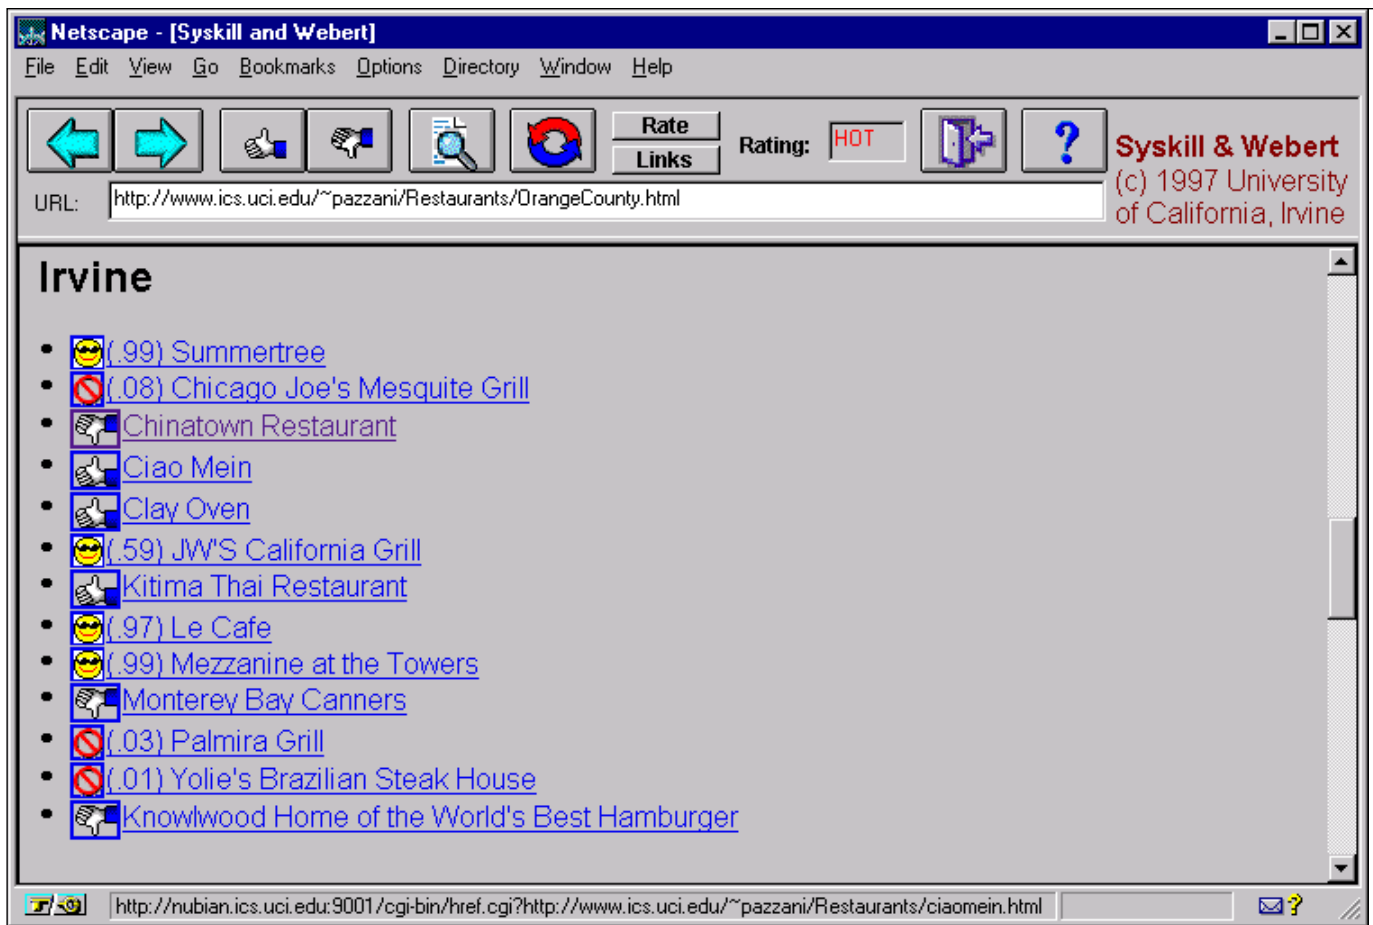 Netscape - [Syskill and Webert]
File Edit View Go Bookmarks Options Directory Window Help
Rate
Links
Rating: HOT
?
Syskill & Webert
(c) 1997 University
of California, Irvine
URL: http://www.ics.uci.edu/~pazzani/Restaurants/OrangeCounty.html
Irvine
(.99) Summertree
(.08) Chicago Joe's Mesquite Grill
Chinatown Restaurant
Ciao Mein
Clay Oven
(.59) JW'S California Grill
Kitima Thai Restaurant
(.97) Le Cafe
(.99) Mezzanine at the Towers
Monterey Bay Canners
(.03) Palmira Grill
(.01) Yolie's Brazilian Steak House
Knowlwood Home of the World's Best Hamburger
http://nubian.ics.uci.edu:9001/cgi-bin/href.cgi?http://www.ics.uci.edu/~pazzani/Restaurants/ciaomein.html
?